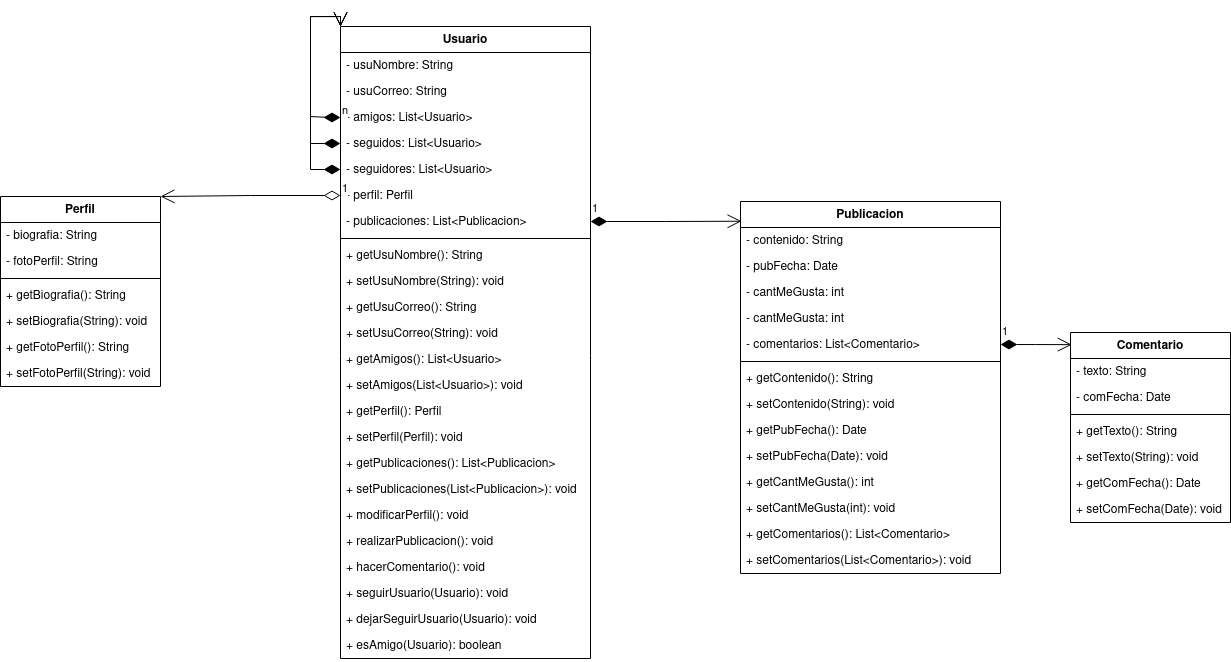 Usuario
- usuNombre: String
- usuCorreo: String
n
- amigos: List<Usuario>
- seguidos: List<Usuario>
- seguidores: List<Usuario>
1
- perfil: Perfil
- publicaciones: List<Publicacion>
+ getUsuNombre(): String
+ setUsuNombre(String): void
+ getUsuCorreo(): String
+ setUsuCorreo(String): void
+ getAmigos(): List<Usuario>
+ setAmigos(List<Usuario>): void
+ getPerfil(): Perfil
+ setPerfil(Perfil): void
+ getPublicaciones(): List<Publicacion>
+ setPublicaciones(List<Publicacion>): void
+ modificarPerfil(): void
+ realizarPublicacion(): void
+ hacerComentario(): void
+ seguirUsuario(Usuario): void
+ dejarSeguirUsuario(Usuario): void
+ esAmigo(Usuario): boolean
Perfil
- biografia: String
- fotoPerfil: String
+ getBiografia(): String
+ setBiografia(String): void
+ getFotoPerfil(): String
+ setFotoPerfil(String): void
1
Publicacion
- contenido: String
- pubFecha: Date
- cantMeGusta: int
- cantMeGusta: int
- comentarios: List<Comentario>
+ getContenido(): String
+ setContenido(String): void
+ getPubFecha(): Date
+ setPubFecha(Date): void
+ getCantMeGusta(): int
+ setCantMeGusta(int): void
+ getComentarios(): List<Comentario>
+ setComentarios(List<Comentario>): void
1
Comentario
- texto: String
- comFecha: Date
+ getTexto(): String
+ setTexto(String): void
+ getComFecha(): Date
+ setComFecha(Date): void